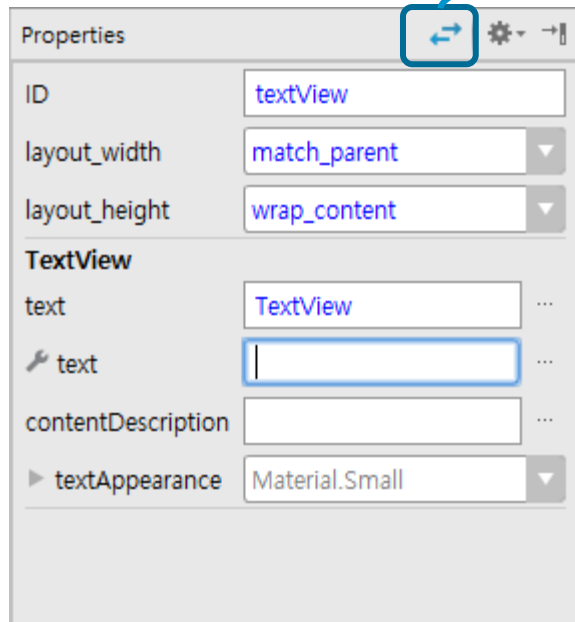 Properties
ID textView
layout_width match_parent
layout_height wrap_content
TextView
text TextView ...
text ...
contentDescription ...
textAppearance Material.Small